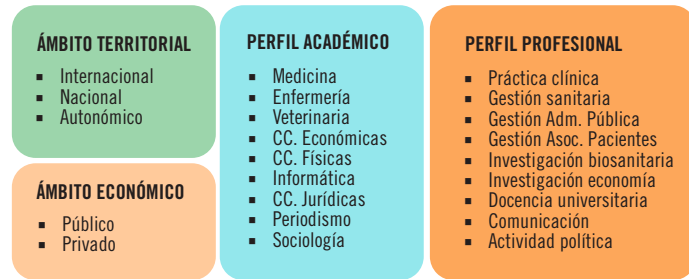 ÁMBITO TERRITORIAL
▪ Internacional
▪ Nacional
▪ Autonómico
ÁMBITO ECONÓMICO
▪ Público
▪ Privado
PERFIL ACADÉMICO
▪ Medicina
▪ Enfermería
▪ Veterinaria
▪ CC. Económicas
▪ CC. Físicas
▪ Informática
▪ CC. Jurídicas
▪ Periodismo
▪ Sociología
PERFIL PROFESIONAL
▪ Práctica clínica
▪ Gestión sanitaria
▪ Gestión Adm. Pública
▪ Gestión Asoc. Pacientes
▪ Investigación biosanitaria
▪ Investigación economía
▪ Docencia universitaria
▪ Comunicación
▪ Actividad política